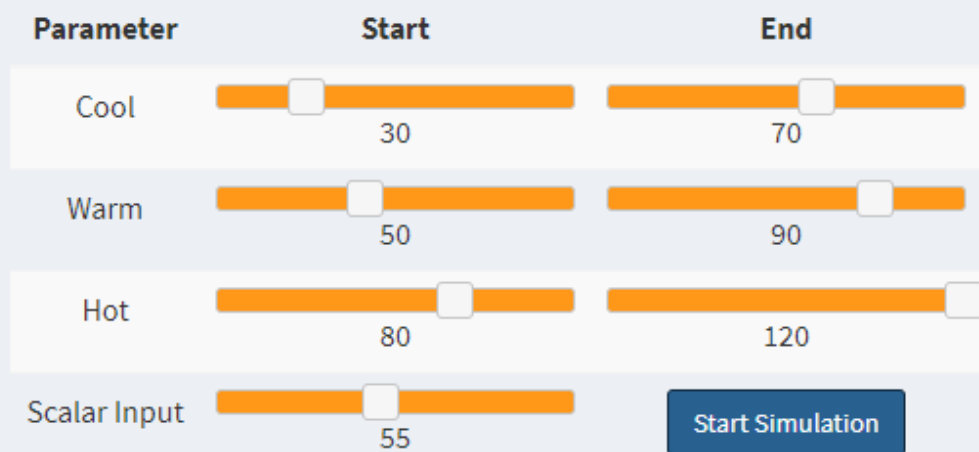 Parameter Start End
Cool
30 70
Warm
50 90
Hot
80 120
Scalar Input
55
Start Simulation